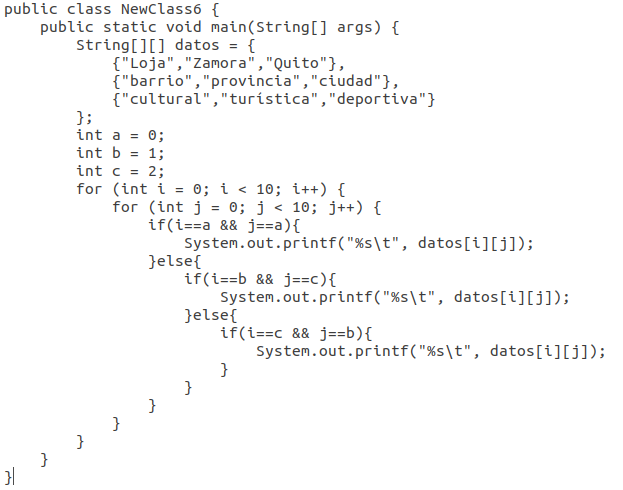 public class NewClass6 {
    public static void main(String[] args) {
        String[][] datos = {
            {"Loja","Zamora","Quito"},
            {"barrio","provincia","ciudad"},
            {"cultural","turística","deportiva"}
        };
        int a = 0;
        int b = 1;
        int c = 2;
        for (int i = 0; i < 10; i++) {
            for (int j = 0; j < 10; j++) {
                if(i==a && j==a){
                    System.out.printf("%s\t", datos[i][j]);
                }else{
                    if(i==b && j==c){
                        System.out.printf("%s\t", datos[i][j]);
                    }else{
                        if(i==c && j==b){
                            System.out.printf("%s\t", datos[i][j]);
                        }
                    }
                }
            }
        }
    }
}